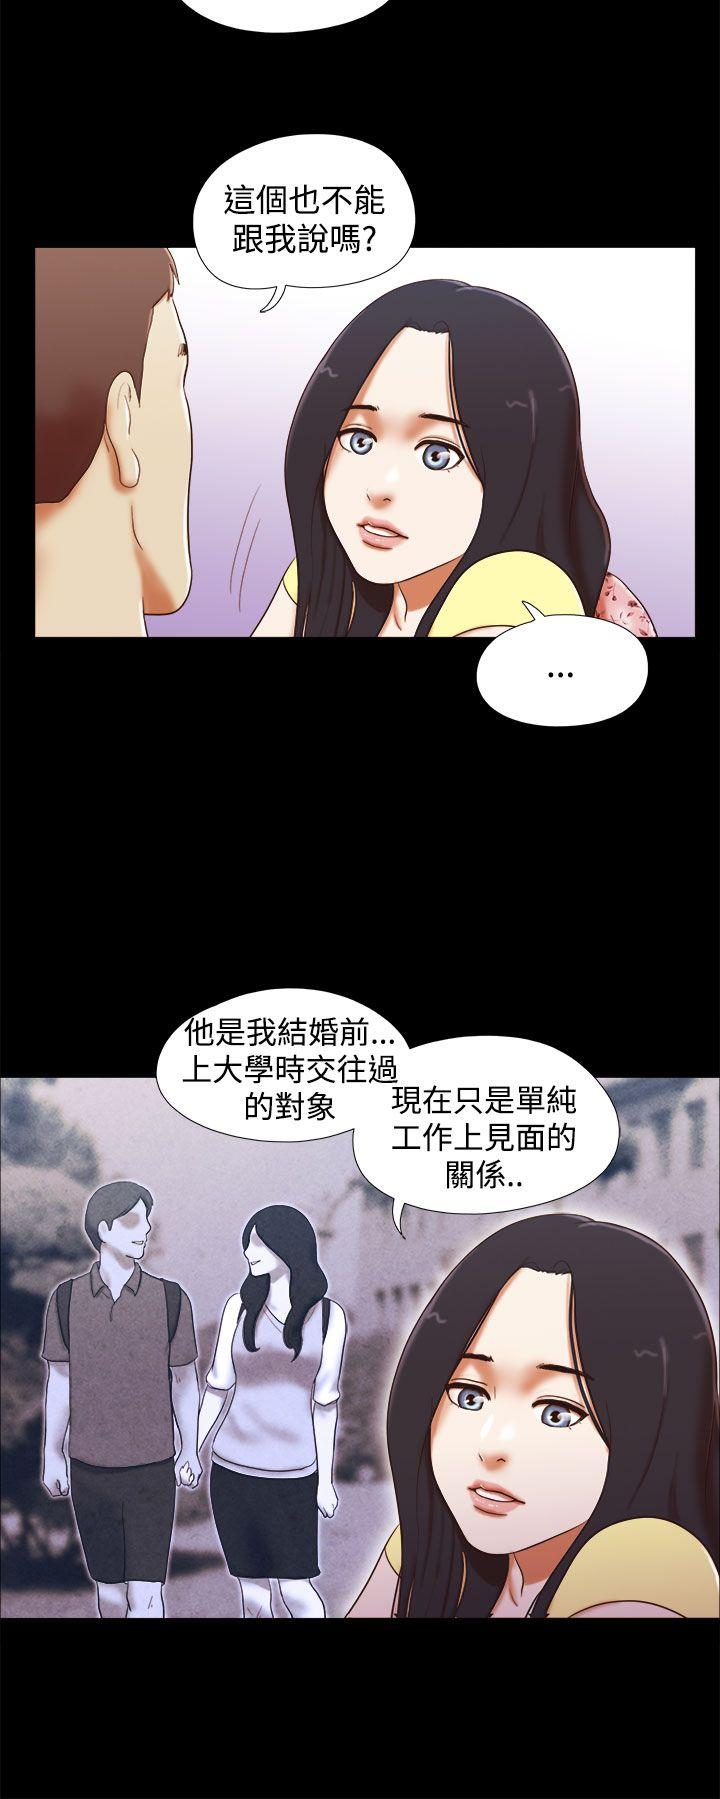 這個也不能
跟我說嗎?
...
他是我結婚前...
上大學時交往過
的對象
現在只是單純
工作上見面的
關係..